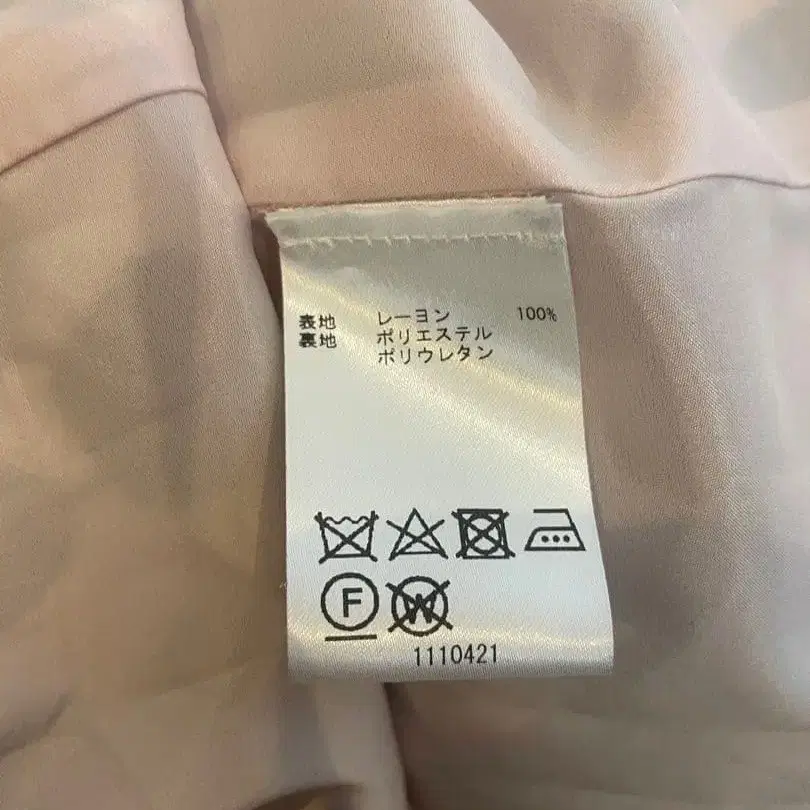 表地 レーヨン 100%
裏地 ポリエステル
ポリウレタン
F
W
1110421